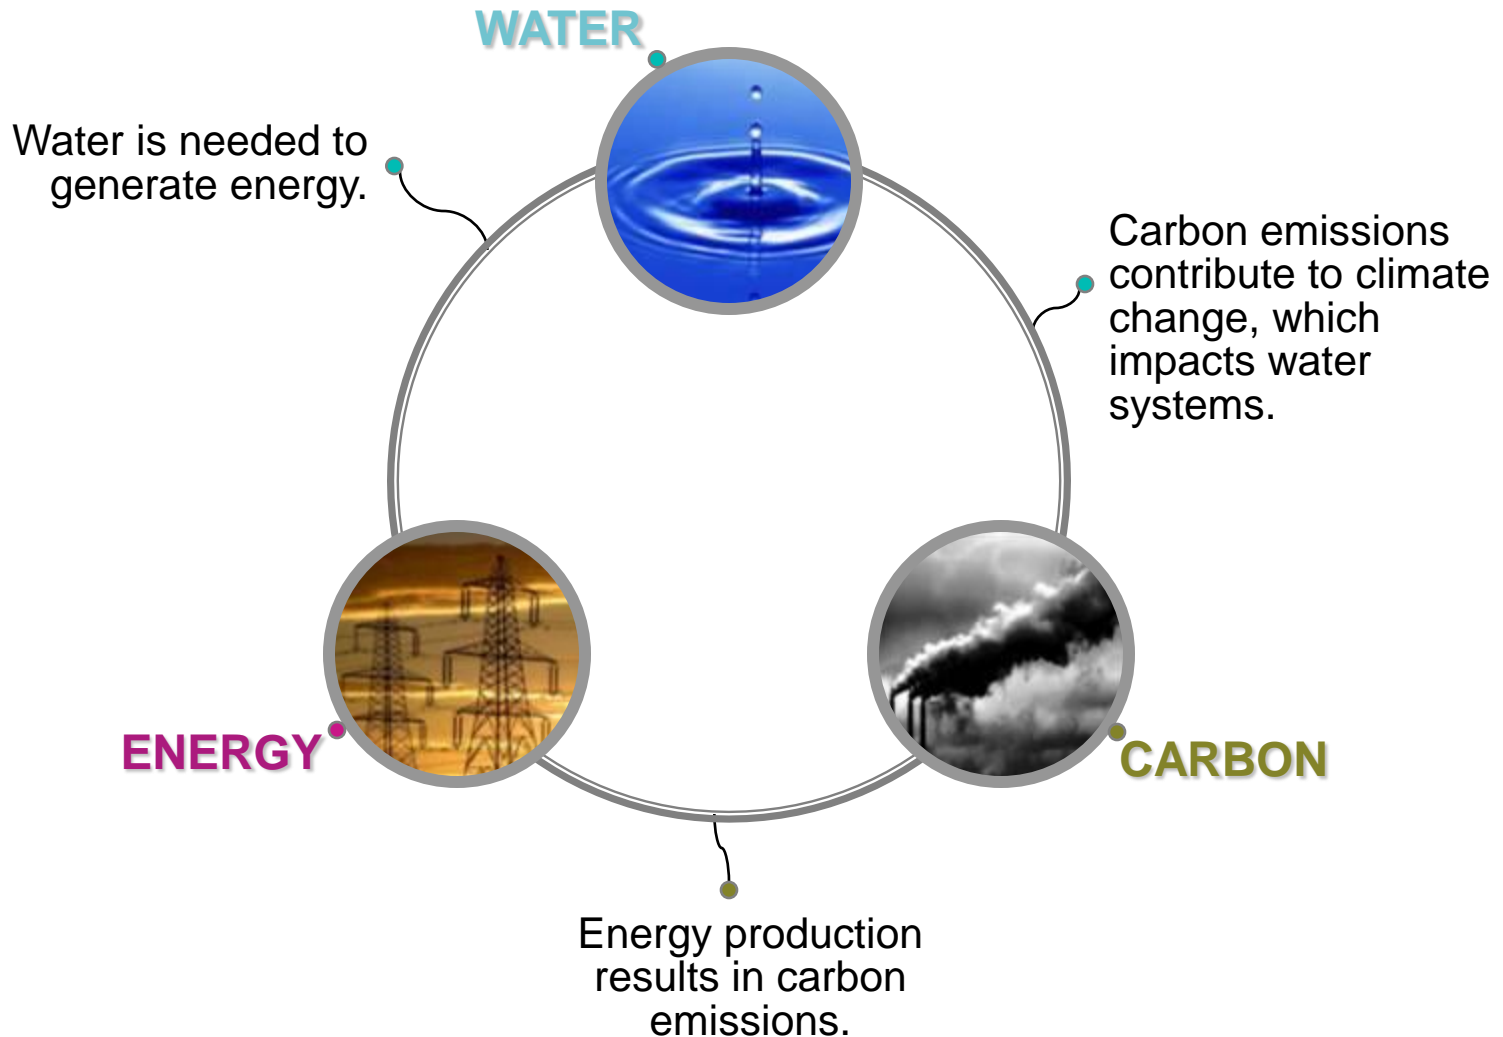 WATER
Water is needed to
generate energy.
Carbon emissions
contribute to climate
change, which
impacts water
systems.
ENERGY
CARBON
Energy production
results in carbon
emissions.